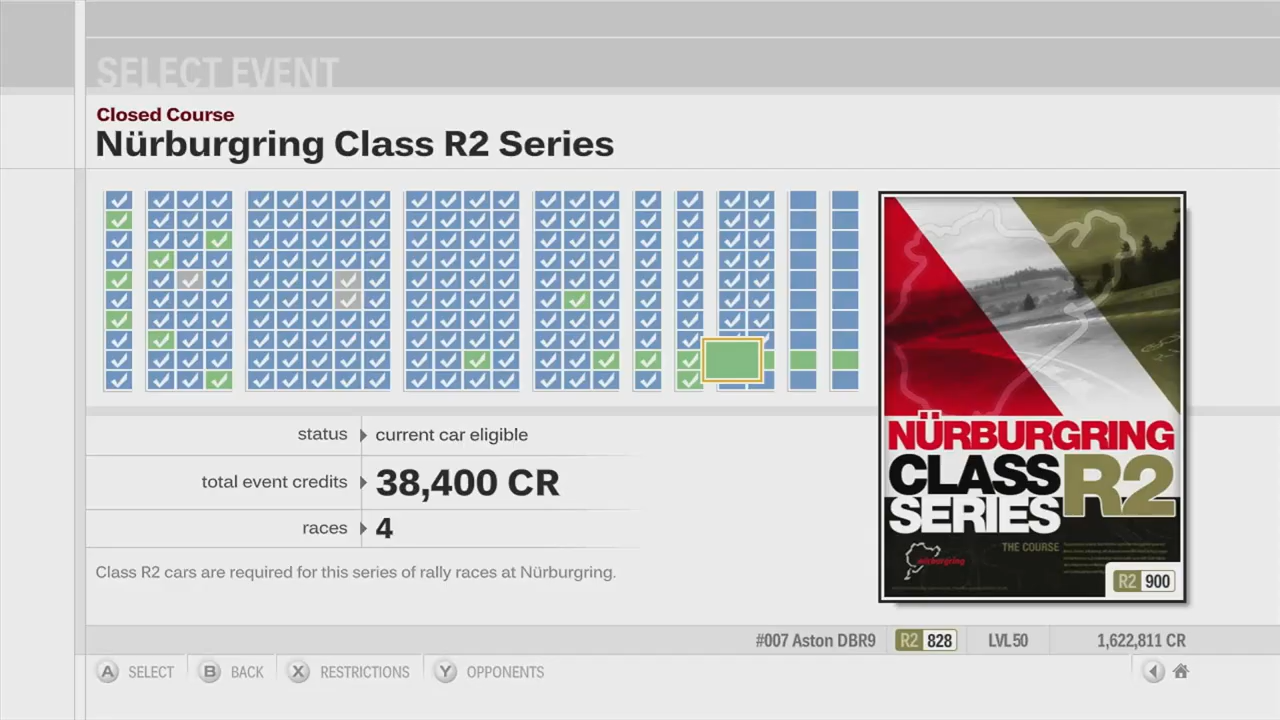 SELECT EVENT
Closed Course
Nürburgring Class R2 Series
NÜRBURGRING
CLASS R2
SERIES
THE COURSE
nürburgring
R2 900
status current car eligible
total event credits 38,400 CR
races 4
Class R2 cars are required for this series of rally races at Nürburgring.
#007 Aston DBR9 R2 828 LVL50 1,622,811 CR
A SELECT B BACK X RESTRICTIONS Y OPPONENTS